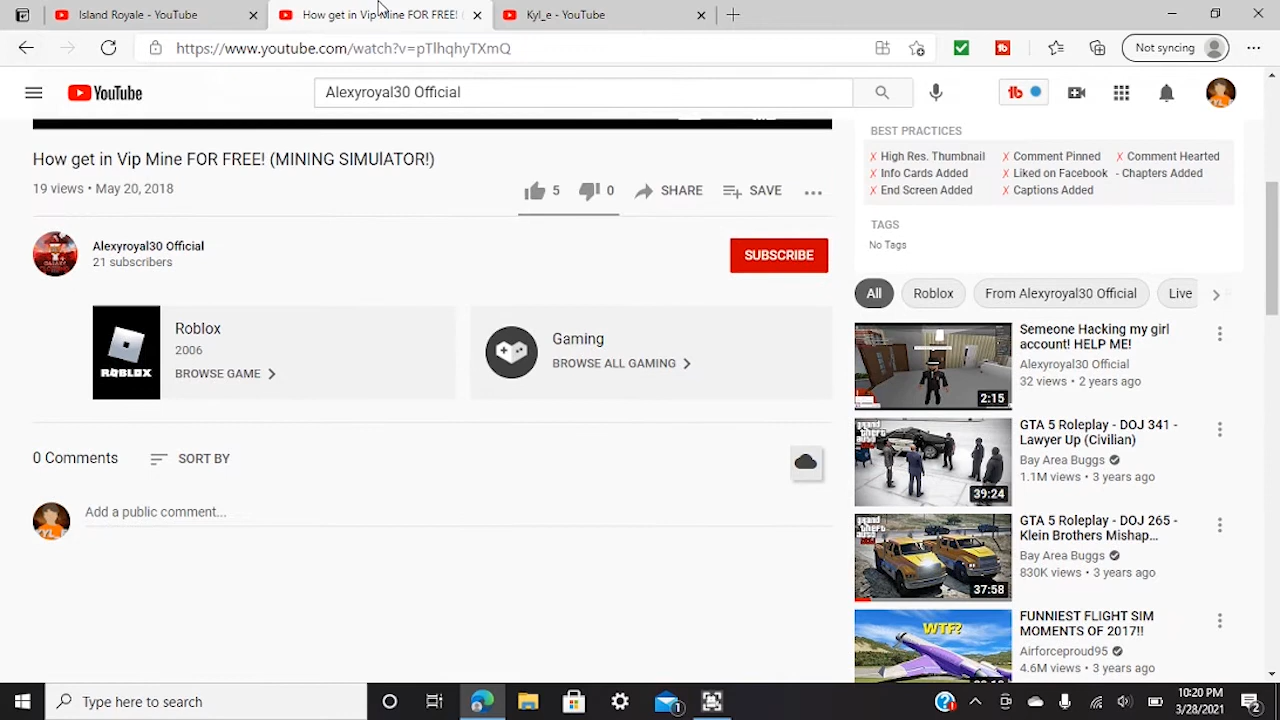 Island Royale - YouTube
How get in Vip Mine FOR FREE! (
Kyl_e - YouTube
https://www.youtube.com/watch?v=pTlhqhyTXmQ
Not syncing
YouTube
Alexyroyal30 Official
How get in Vip Mine FOR FREE! (MINING SIMUlATOR!)
19 views • May 20, 2018
5
0
SHARE
SAVE
Alexyroyal30 Official
21 subscribers
SUBSCRIBE
ROBLOX
Roblox
2006
BROWSE GAME
Gaming
BROWSE ALL GAMING
0 Comments
SORT BY
Add a public comment...
BEST PRACTICES
X High Res. Thumbnail X Comment Pinned X Comment Hearted
X Info Cards Added X Liked on Facebook - Chapters Added
X End Screen Added X Captions Added
TAGS
No Tags
All
Roblox
From Alexyroyal30 Official
Live
2:15
Semeone Hacking my girl
account! HELP ME!
Alexyroyal30 Official
32 views • 2 years ago
39:24
GTA 5 Roleplay - DOJ 341 -
Lawyer Up (Civilian)
Bay Area Buggs
1.1M views • 3 years ago
37:58
GTA 5 Roleplay - DOJ 265 -
Klein Brothers Mishap...
Bay Area Buggs
830K views • 3 years ago
WTF?
FUNNIEST FLIGHT SIM
MOMENTS OF 2017!!
Airforceproud95
4.6M views • 3 years ago
Type here to search
10:20 PM
3/28/2021